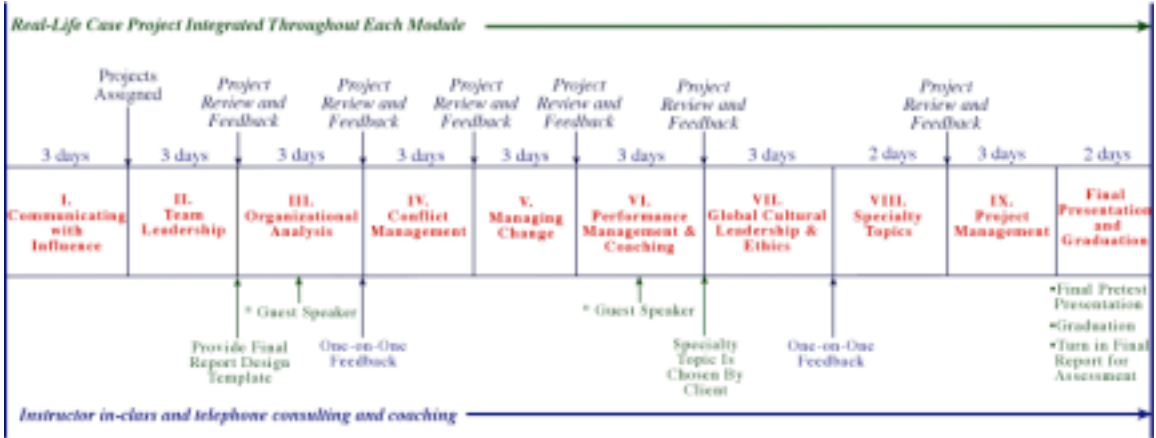 Real-Life Case Project Integrated Throughout Each Module
Projects
Assigned
Project
Review and
Feedback
Project
Review and
Feedback
Project
Review and
Feedback
Project
Review and
Feedback
Project
Review and
Feedback
Project
Review and
Feedback
3 days
3 days
3 days
3 days
3 days
3 days
3 days
2 days
3 days
2 days
I.
Communicating
with
Influence
II.
Team
Leadership
III.
Organizational
Analysis
IV.
Conflict
Management
V.
Managing
Change
VI.
Performance
Management &
Coaching
VII.
Global Cultural
Leadership &
Ethics
VIII.
Specialty
Topics
IX.
Project
Management
Final
Presentation
and
Graduation
* Guest Speaker
Provide Final
Report Design
Template
One-on-One
Feedback
* Guest Speaker
Specialty
Topic Is
Chosen By
Client
One-on-One
Feedback
•Final Pretest
Presentation
•Graduation
•Turn in Final
Report for
Assessment
Instructor in-class and telephone consulting and coaching